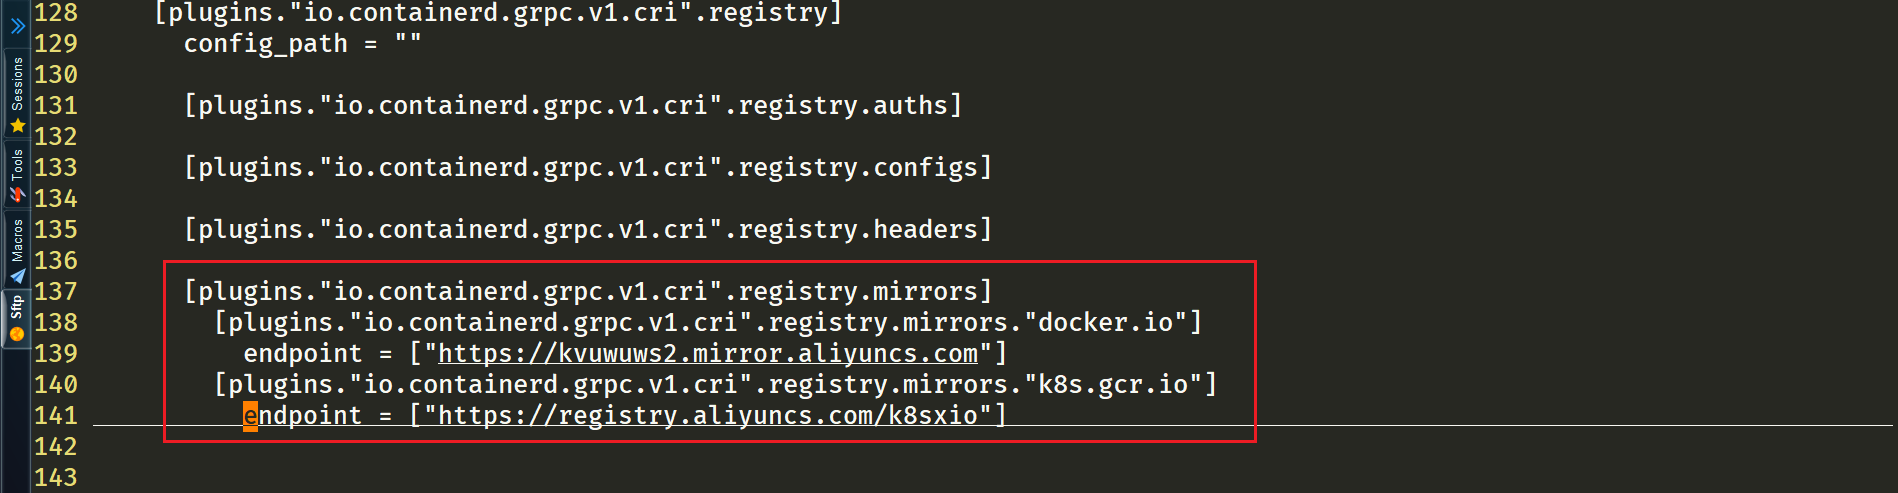 128 [plugins."io.containerd.grpc.v1.cri".registry]
129 config_path = ""
130
131 [plugins."io.containerd.grpc.v1.cri".registry.auths]
132
133 [plugins."io.containerd.grpc.v1.cri".registry.configs]
134
135 [plugins."io.containerd.grpc.v1.cri".registry.headers]
136
137 [plugins."io.containerd.grpc.v1.cri".registry.mirrors]
138 [plugins."io.containerd.grpc.v1.cri".registry.mirrors."docker.io"]
139 endpoint = ["https://kvuwuws2.mirror.aliyuncs.com"]
140 [plugins."io.containerd.grpc.v1.cri".registry.mirrors."k8s.gcr.io"]
141 endpoint = ["https://registry.aliyuncs.com/k8sxio"]
142
143
Sessions
Tools
Macros
Sftp